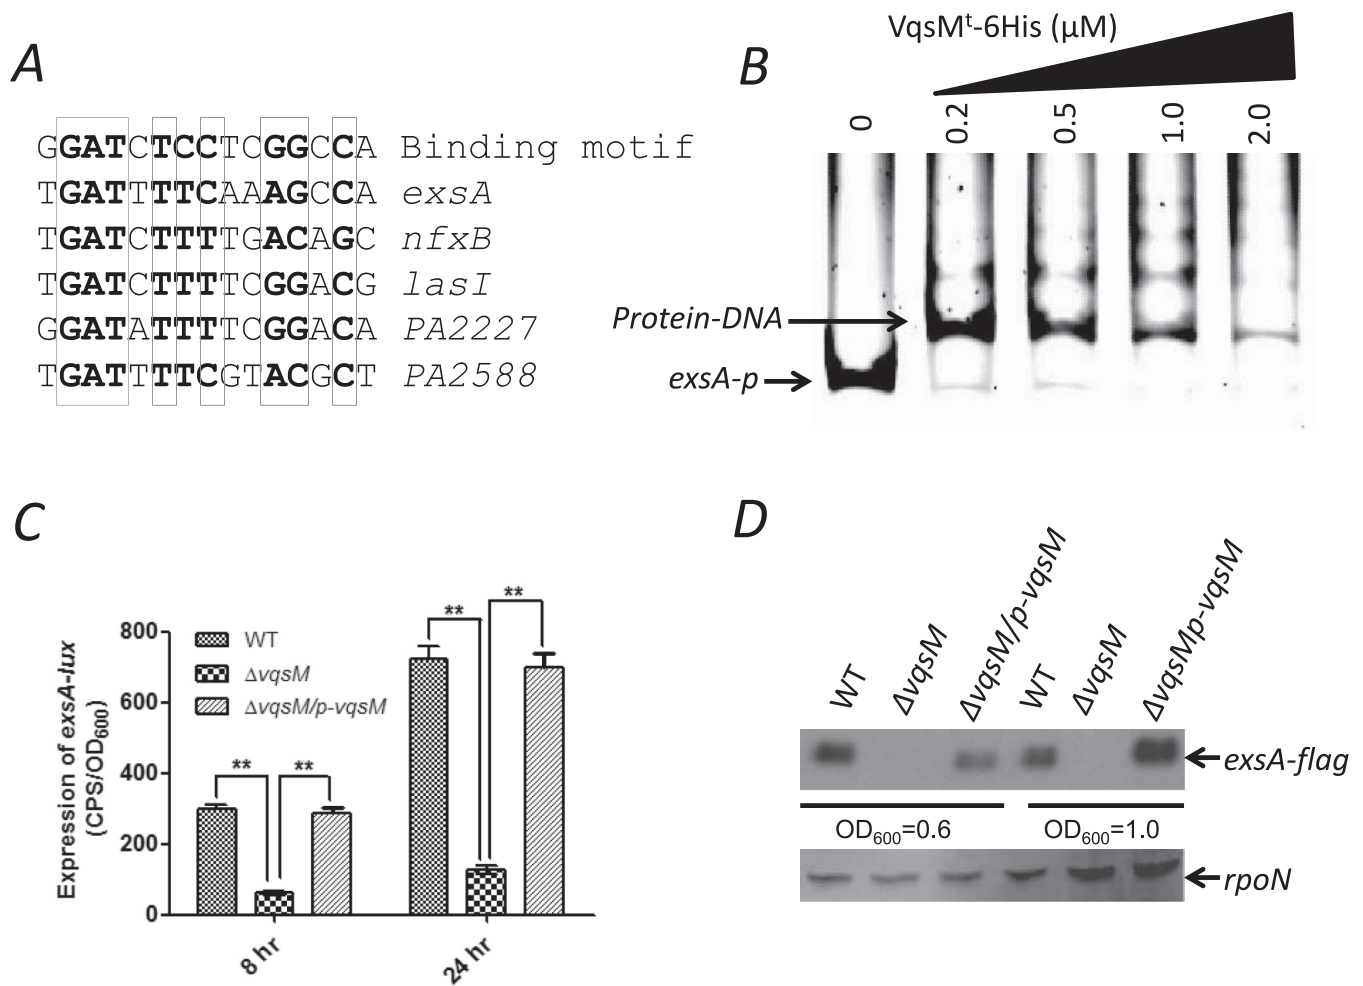 A
GGATCTCCTCGGCCA Binding motif
TGATTTTCAAAGCCA exsA
TGATCTTTTGACAGC nfxB
TGATCTTTTCGGACG lasI
GGATATTTTCGGACA PA2227
TGATTTTCGTACGCT PA2588
B
VqsMᵗ-6His (μM)
0 0.2 0.5 1.0 2.0
Protein-DNA
exsA-p
C
Expression of exsA-lux
(CPS/OD₆₀₀)
800
600
400
200
0
WT
ΔvqsM
ΔvqsM/p-vqsM
** **
** **
8 hr 24 hr
D
WT ΔvqsM ΔvqsM/p-vqsM WT ΔvqsM ΔvqsMp-vqsM
exsA-flag
OD₆₀₀=0.6 OD₆₀₀=1.0
rpoN